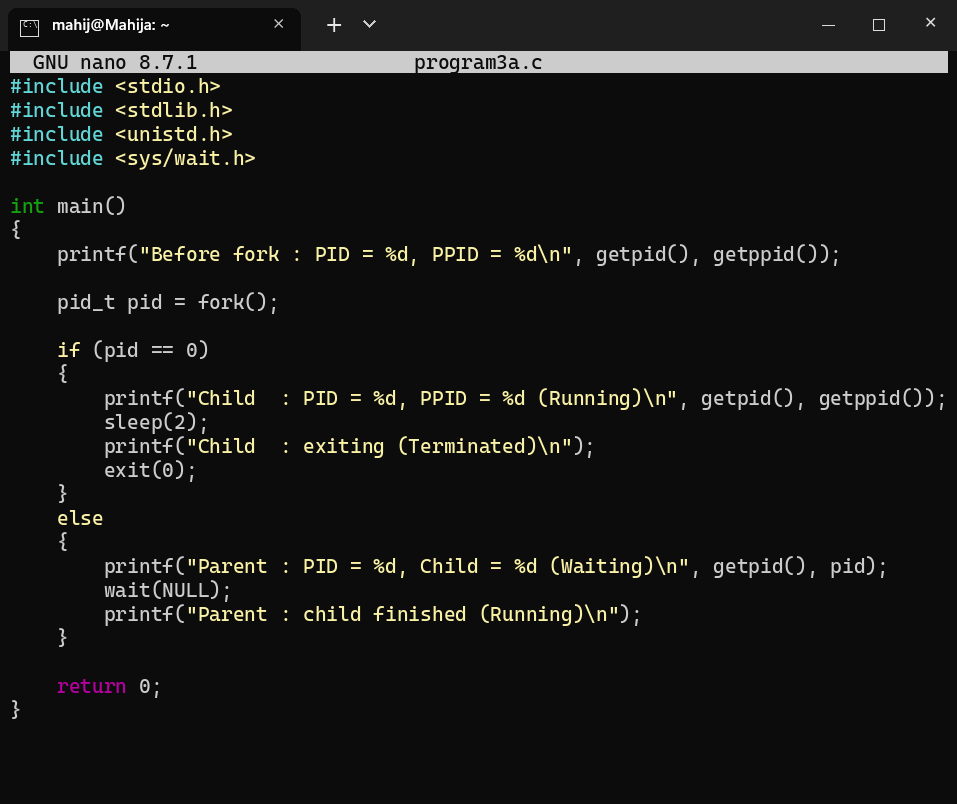 mahij@Mahija: ~
GNU nano 8.7.1 program3a.c
#include <stdio.h>
#include <stdlib.h>
#include <unistd.h>
#include <sys/wait.h>

int main()
{
    printf("Before fork : PID = %d, PPID = %d\n", getpid(), getppid());

    pid_t pid = fork();

    if (pid == 0)
    {
        printf("Child  : PID = %d, PPID = %d (Running)\n", getpid(), getppid());
        sleep(2);
        printf("Child  : exiting (Terminated)\n");
        exit(0);
    }
    else
    {
        printf("Parent : PID = %d, Child = %d (Waiting)\n", getpid(), pid);
        wait(NULL);
        printf("Parent : child finished (Running)\n");
    }

    return 0;
}